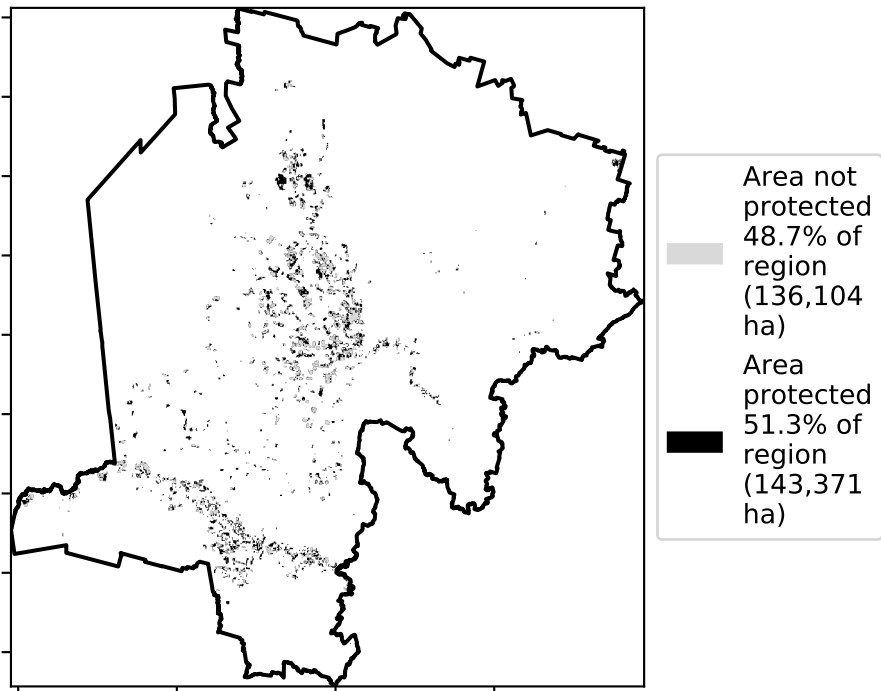 Area not
protected
48.7% of
region
(136,104
ha)
Area
protected
51.3% of
region
(143,371
ha)